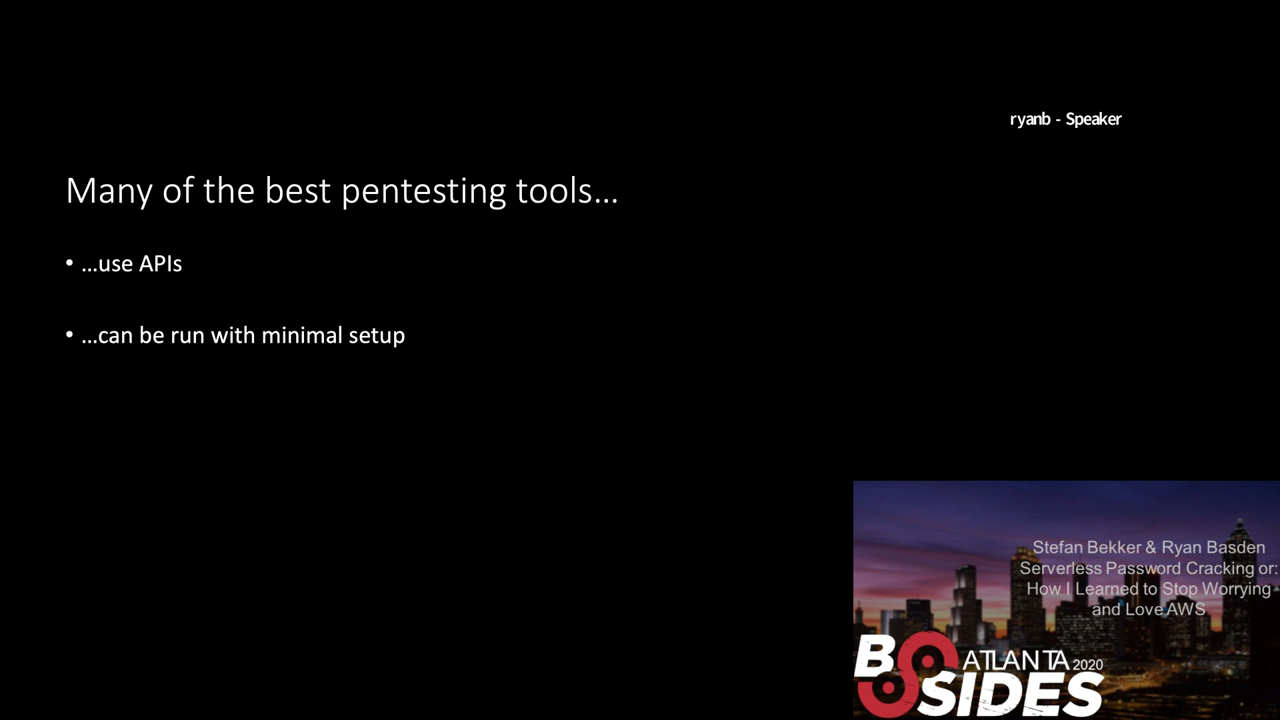 ryanb - Speaker
Many of the best pentesting tools…
• …use APIs
• …can be run with minimal setup
Stefan Bekker & Ryan Basden
Serverless Password Cracking or:
How I Learned to Stop Worrying
and Love AWS
BSIDES
ATLANTA 2020